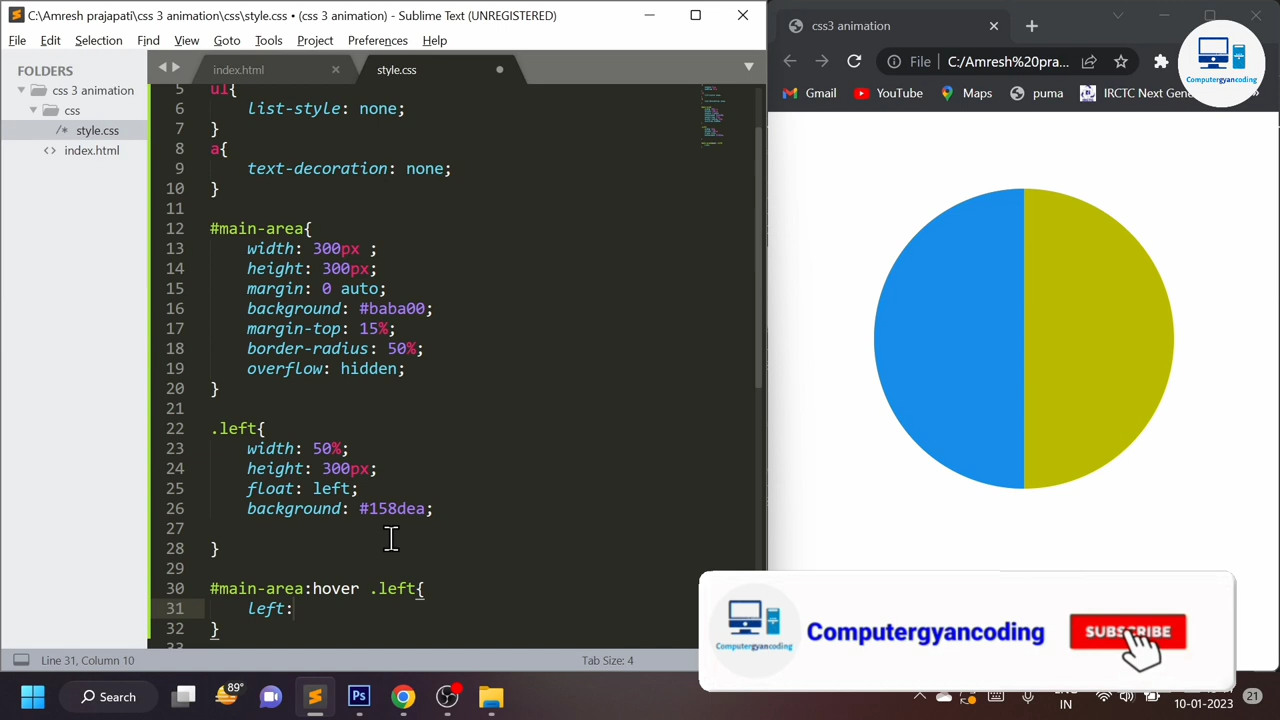 C:\Amresh prajapati\css 3 animation\css\style.css • (css 3 animation) - Sublime Text (UNREGISTERED)
File Edit Selection Find View Goto Tools Project Preferences Help
FOLDERS
css 3 animation
css
/* style.css
<> index.html
index.html
style.css
5 ul{
6 list-style: none;
7 }
8 a{
9 text-decoration: none;
10 }
11
12 #main-area{
13 width: 300px ;
14 height: 300px;
15 margin: 0 auto;
16 background: #baba00;
17 margin-top: 15%;
18 border-radius: 50%;
19 overflow: hidden;
20 }
21
22 .left{
23 width: 50%;
24 height: 300px;
25 float: left;
26 background: #158dea;
27
28 }
29
30 #main-area:hover .left{
31 left:
32 }
33
Line 31, Column 10
Tab Size: 4
css3 animation
File C:/Amresh%20pra...
Gmail YouTube Maps puma IRCTC Next Gene
Computergyancoding
Computergyancoding
Computergyancoding
SUBSCRIBE
Search
89°
IN
10-01-2023
21